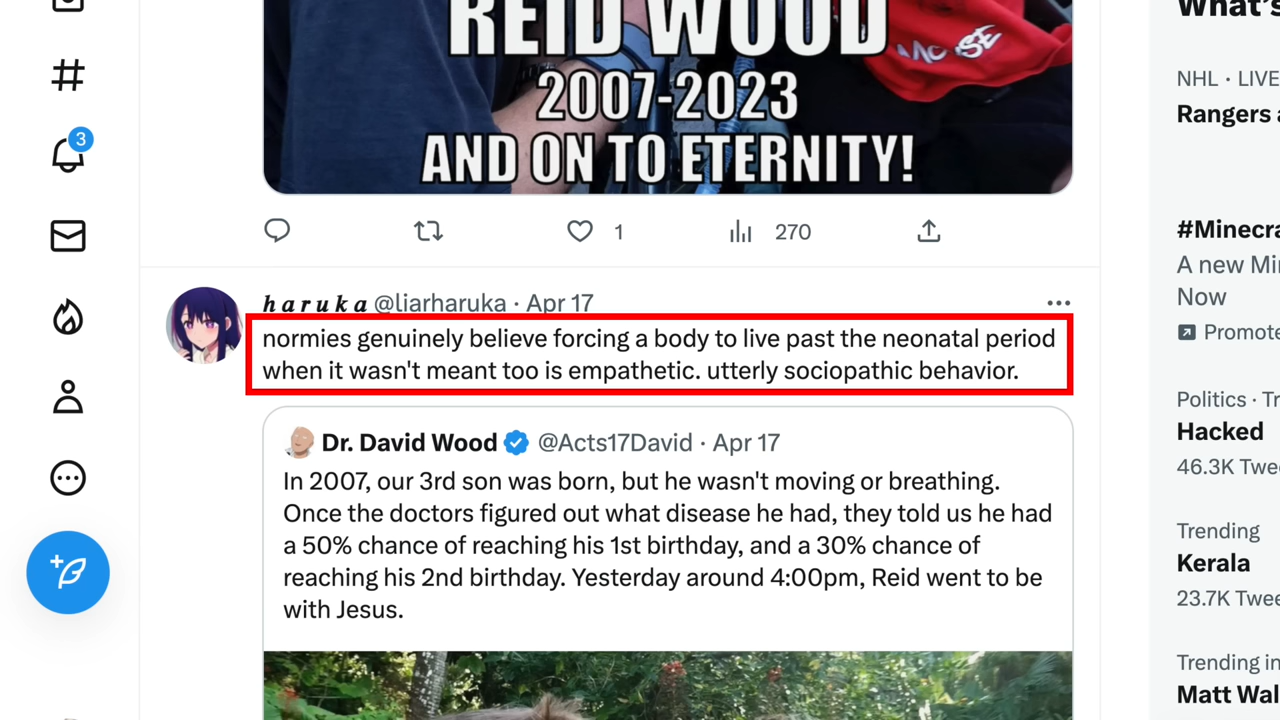 REID WOOD
2007-2023
AND ON TO ETERNITY!
What's
NHL · LIVE
Rangers
3
1
270
#Minecra
A new Mi
Now
Promote
haruka @liarharuka · Apr 17
normies genuinely believe forcing a body to live past the neonatal period
when it wasn't meant too is empathetic. utterly sociopathic behavior.
Dr. David Wood @Acts17David · Apr 17
In 2007, our 3rd son was born, but he wasn't moving or breathing.
Once the doctors figured out what disease he had, they told us he had
a 50% chance of reaching his 1st birthday, and a 30% chance of
reaching his 2nd birthday. Yesterday around 4:00pm, Reid went to be
with Jesus.
Politics · Tr
Hacked
46.3K Twee
Trending
Kerala
23.7K Twee
Trending in
Matt Wal